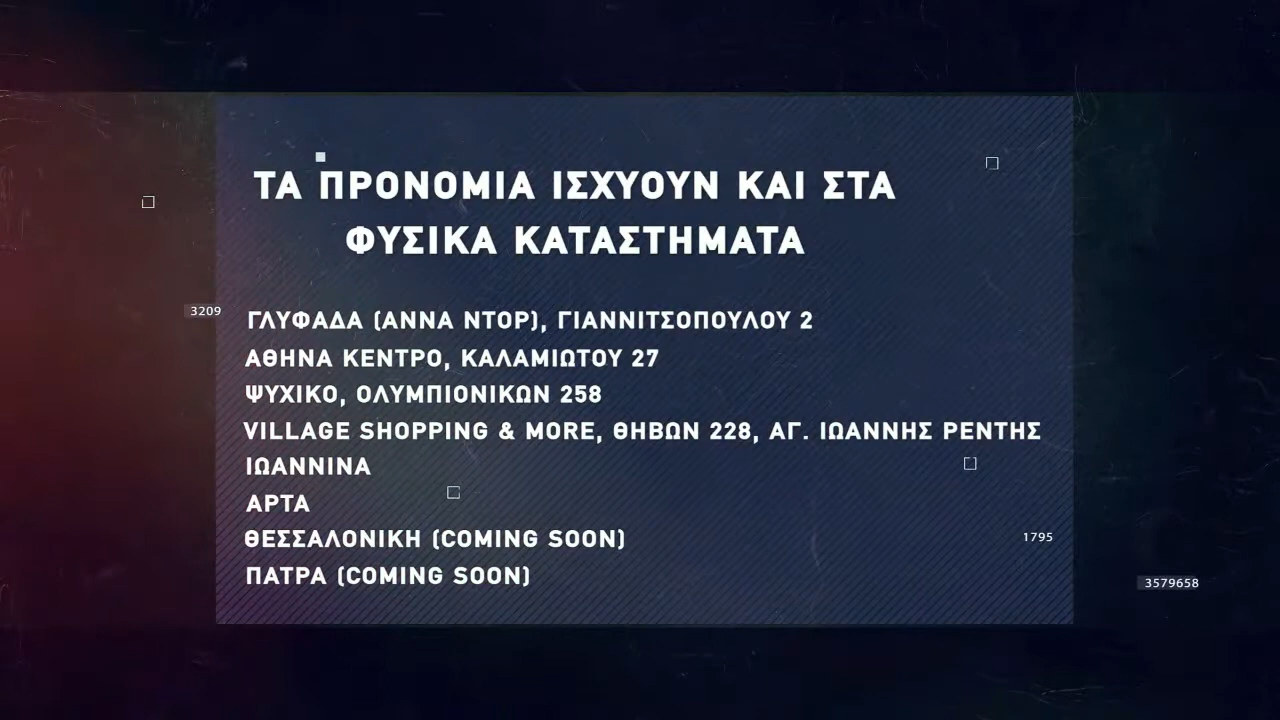 ΤΑ ΠΡΟΝΟΜΙΑ ΙΣΧΥΟΥΝ ΚΑΙ ΣΤΑ
ΦΥΣΙΚΑ ΚΑΤΑΣΤΗΜΑΤΑ
3209
ΓΛΥΦΑΔΑ (ΑΝΝΑ ΝΤΟΡ), ΓΙΑΝΝΙΤΣΟΠΟΥΛΟΥ 2
ΑΘΗΝΑ ΚΕΝΤΡΟ, ΚΑΛΑΜΙΩΤΟΥ 27
ΨΥΧΙΚΟ, ΟΛΥΜΠΙΟΝΙΚΩΝ 258
VILLAGE SHOPPING & MORE, ΘΗΒΩΝ 228, ΑΓ. ΙΩΑΝΝΗΣ ΡΕΝΤΗΣ
ΙΩΑΝΝΙΝΑ
ΑΡΤΑ
ΘΕΣΣΑΛΟΝΙΚΗ (COMING SOON)
1795
ΠΑΤΡΑ (COMING SOON)
3579658